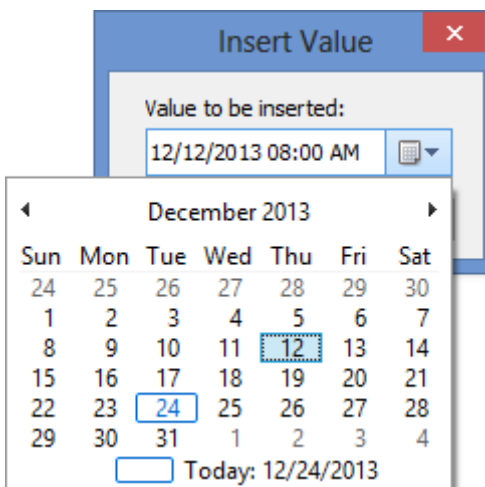 Insert Value
Value to be inserted:
12/12/2013 08:00 AM
December 2013
Sun Mon Tue Wed Thu Fri Sat
24 25 26 27 28 29 30
1 2 3 4 5 6 7
8 9 10 11 12 13 14
15 16 17 18 19 20 21
22 23 24 25 26 27 28
29 30 31 1 2 3 4
Today: 12/24/2013